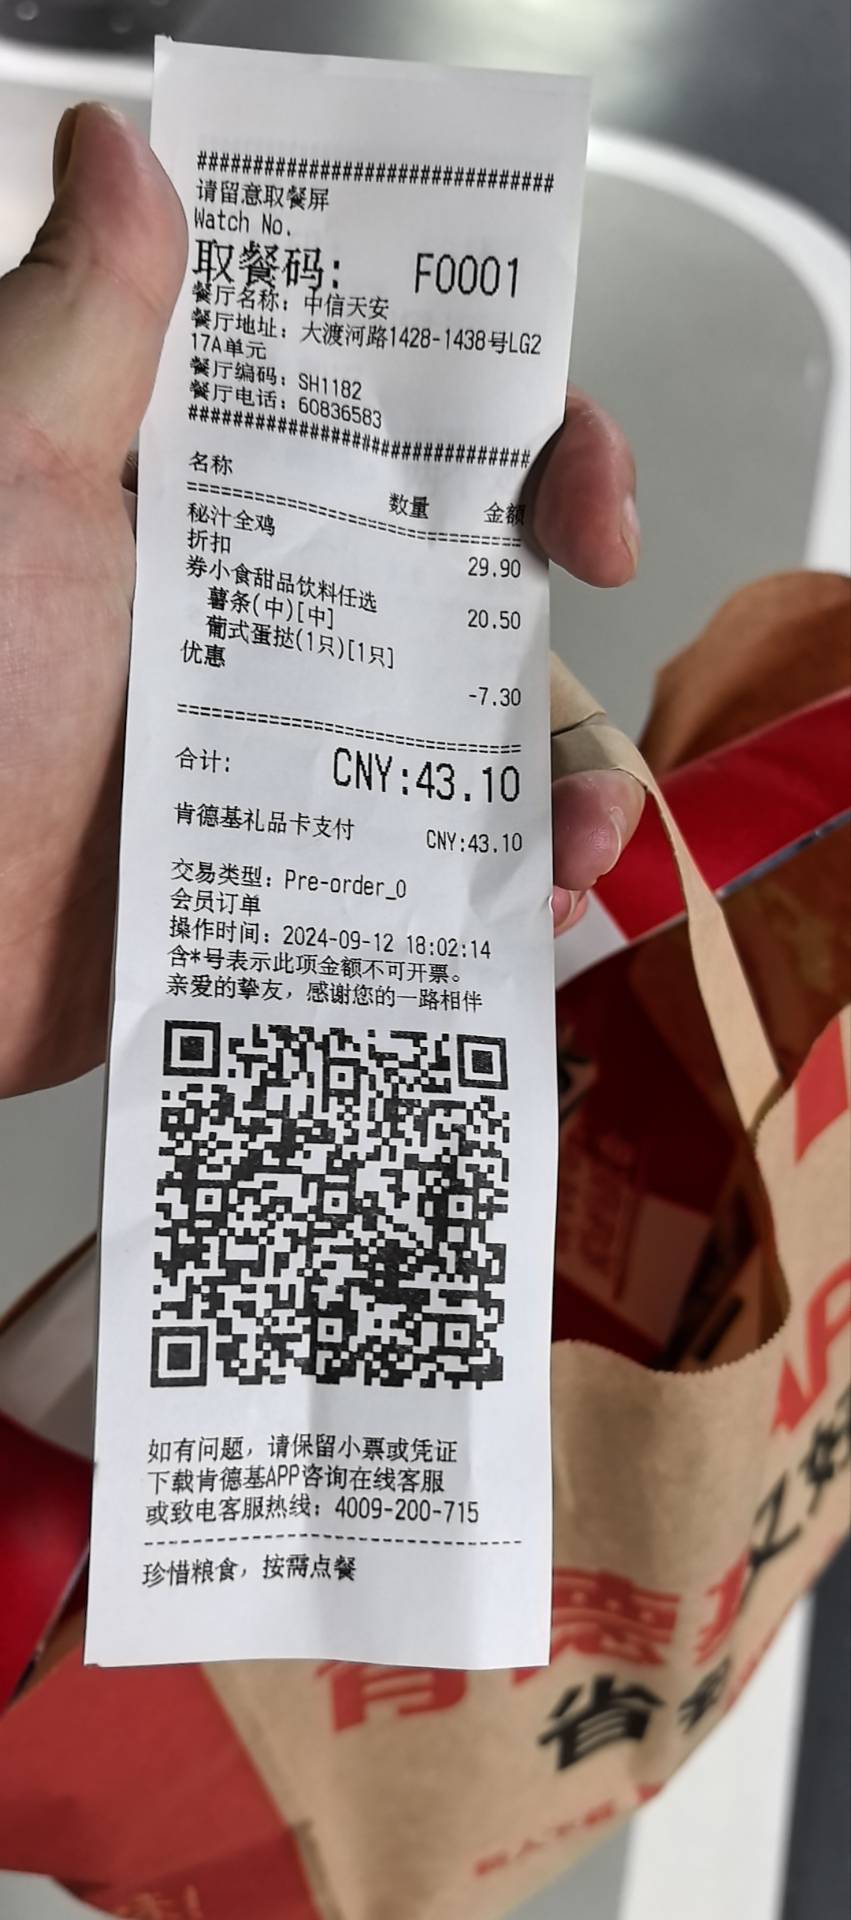 ################################
请留意取餐屏
Watch No.
取餐码： F0001
餐厅名称：中信天安
餐厅地址：大渡河路1428-1438号LG2
17A单元
餐厅编码：SH1182
餐厅电话：60836583
################################
名称 数量 金额
================================
秘汁全鸡 29.90
折扣
券小食甜品饮料任选 20.50
薯条(中)[中]
葡式蛋挞(1只)[1只]
优惠 -7.30
================================
合计： CNY:43.10
肯德基礼品卡支付 CNY:43.10
交易类型：Pre-order_0
会员订单
操作时间：2024-09-12 18:02:14
含*号表示此项金额不可开票。
亲爱的挚友，感谢您的一路相伴
如有问题，请保留小票或凭证
下载肯德基APP咨询在线客服
或致电客服热线：4009-200-715
--------------------------------
珍惜粮食，按需点餐
肯德基
省
又好